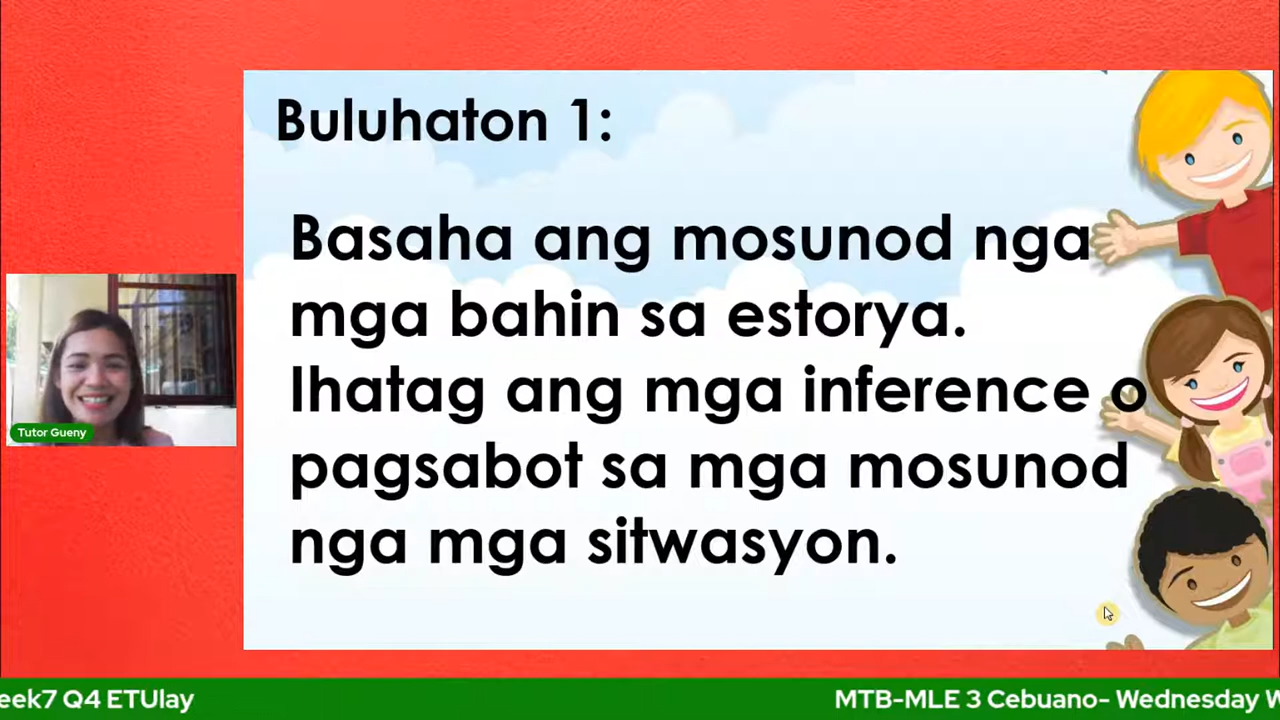 Buluhaton 1:
Basaha ang mosunod nga
mga bahin sa estorya.
Ihatag ang mga inference o
pagsabot sa mga mosunod
nga mga sitwasyon.
Tutor Gueny
eek7 Q4 ETUlay
MTB-MLE 3 Cebuano- Wednesday W